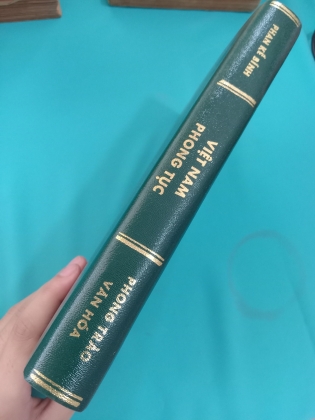 PHAN KẾ BÍNH
VIỆT NAM
PHONG TỤC
PHONG TRÀO
VĂN HÓA